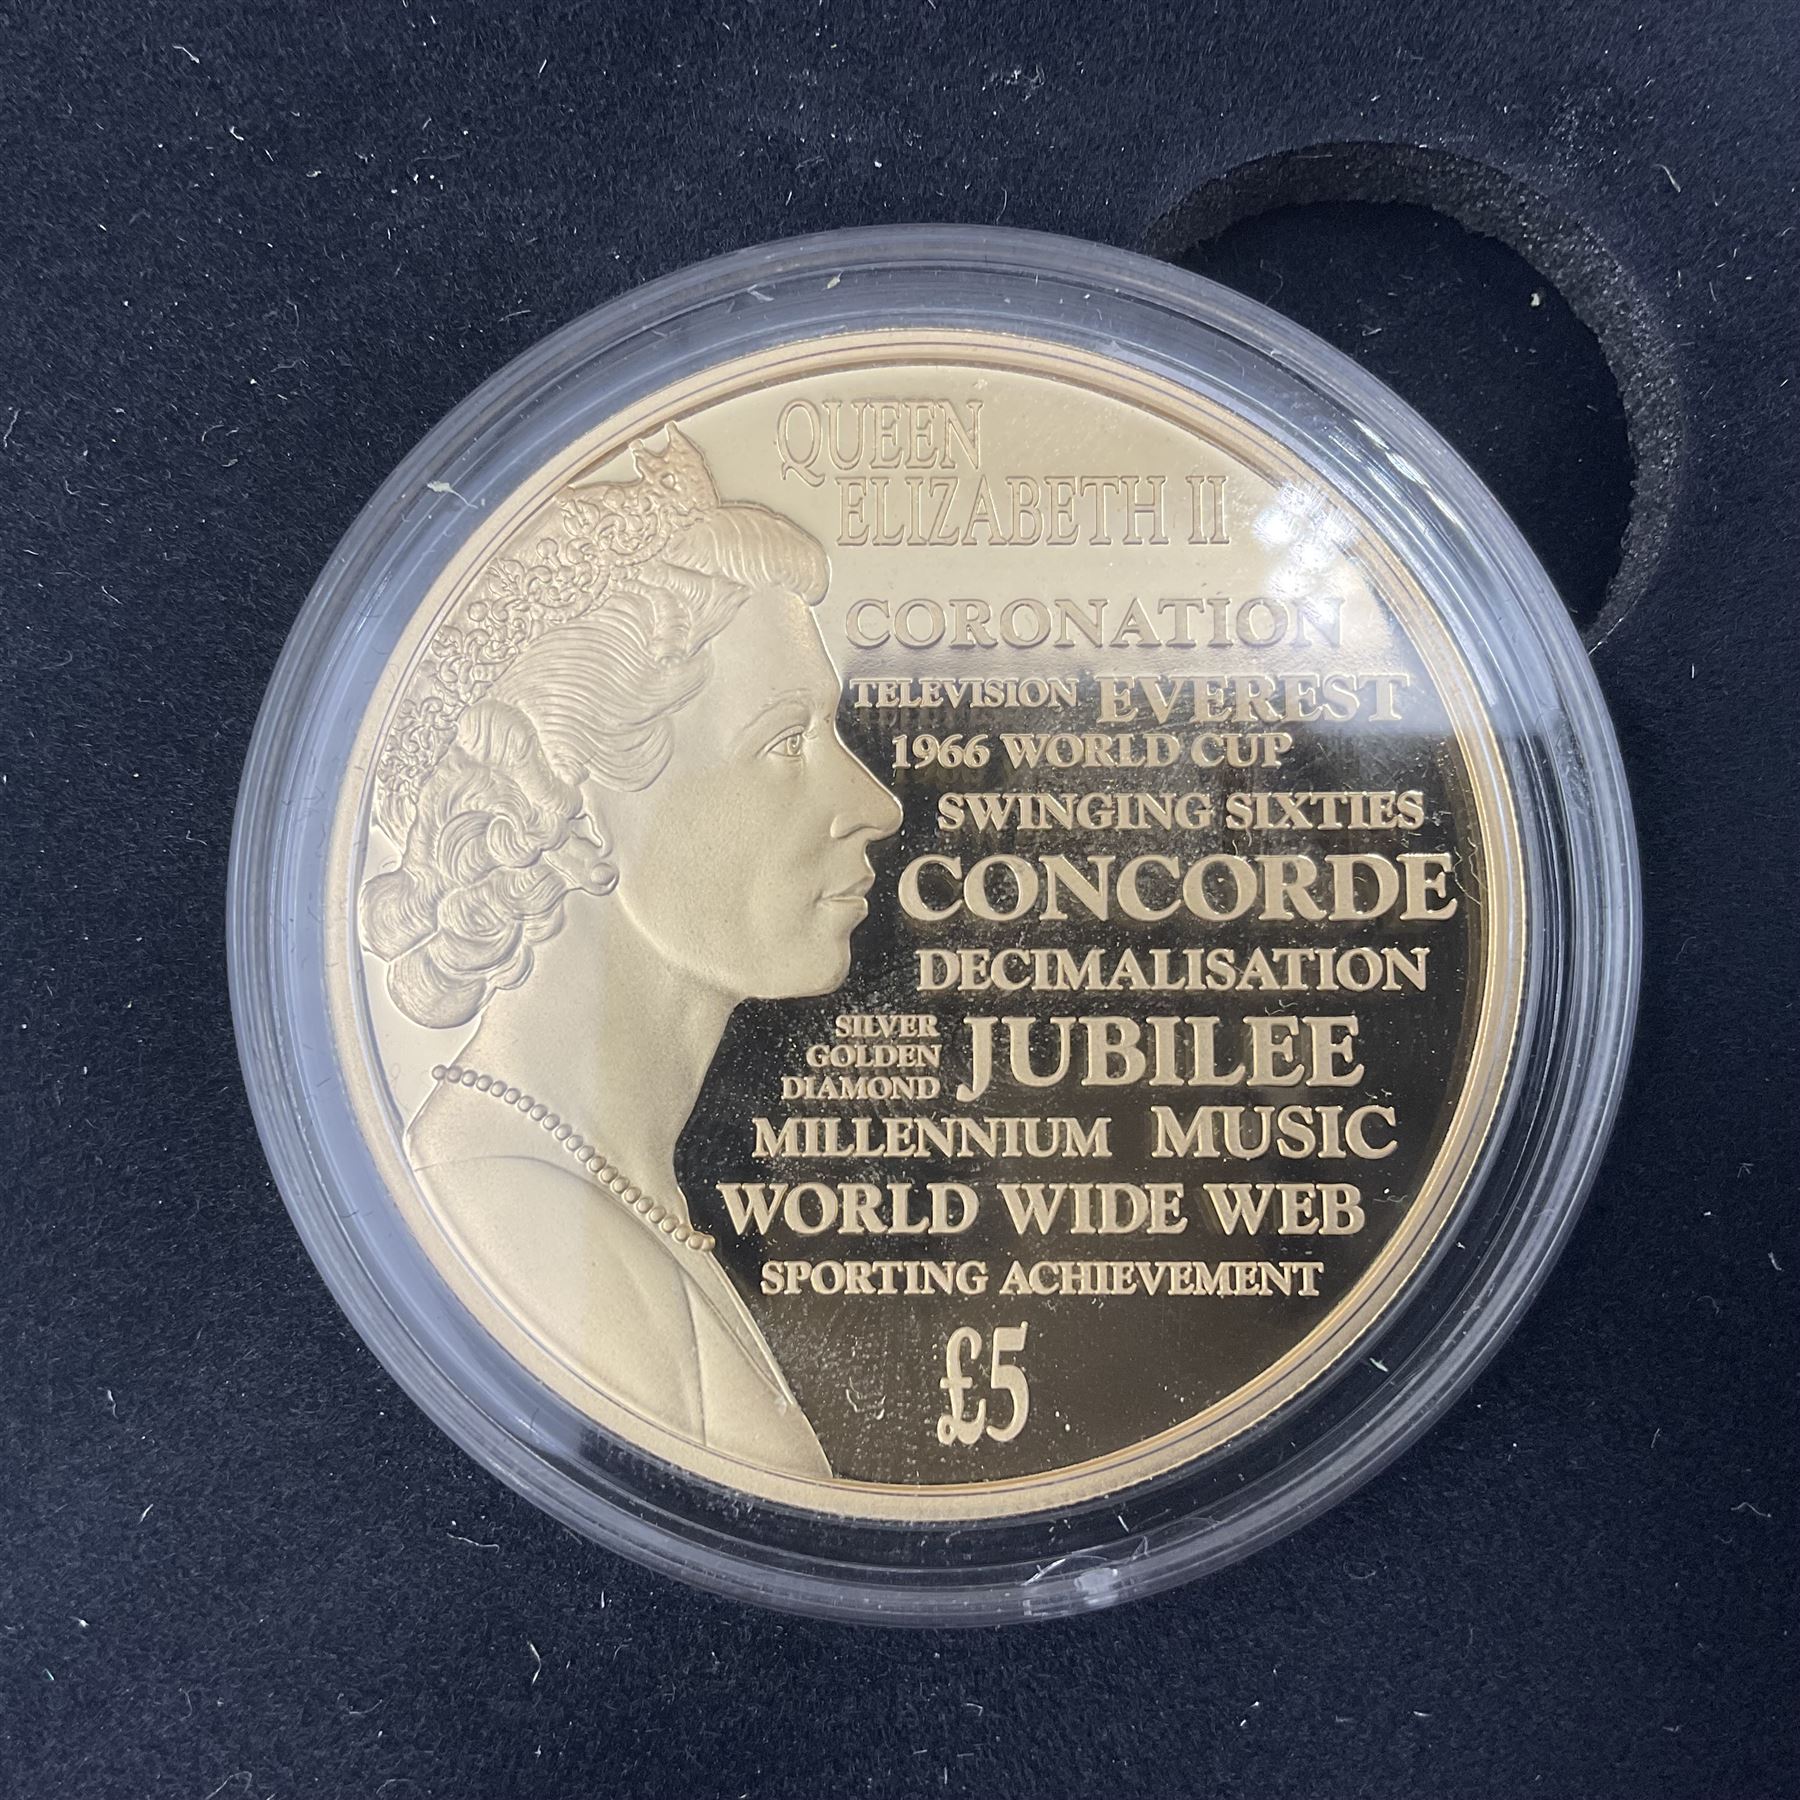 QUEEN
ELIZABETH II
CORONATION
TELEVISION EVEREST
1966 WORLD CUP
SWINGING SIXTIES
CONCORDE
DECIMALISATION
SILVER
GOLDEN
DIAMOND
JUBILEE
MILLENNIUM MUSIC
WORLD WIDE WEB
SPORTING ACHIEVEMENT
£5